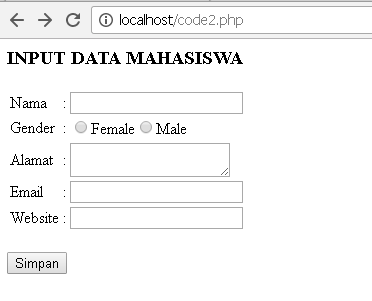 localhost/code2.php
INPUT DATA MAHASISWA
Nama :
Gender : Female Male
Alamat :
Email :
Website :
Simpan